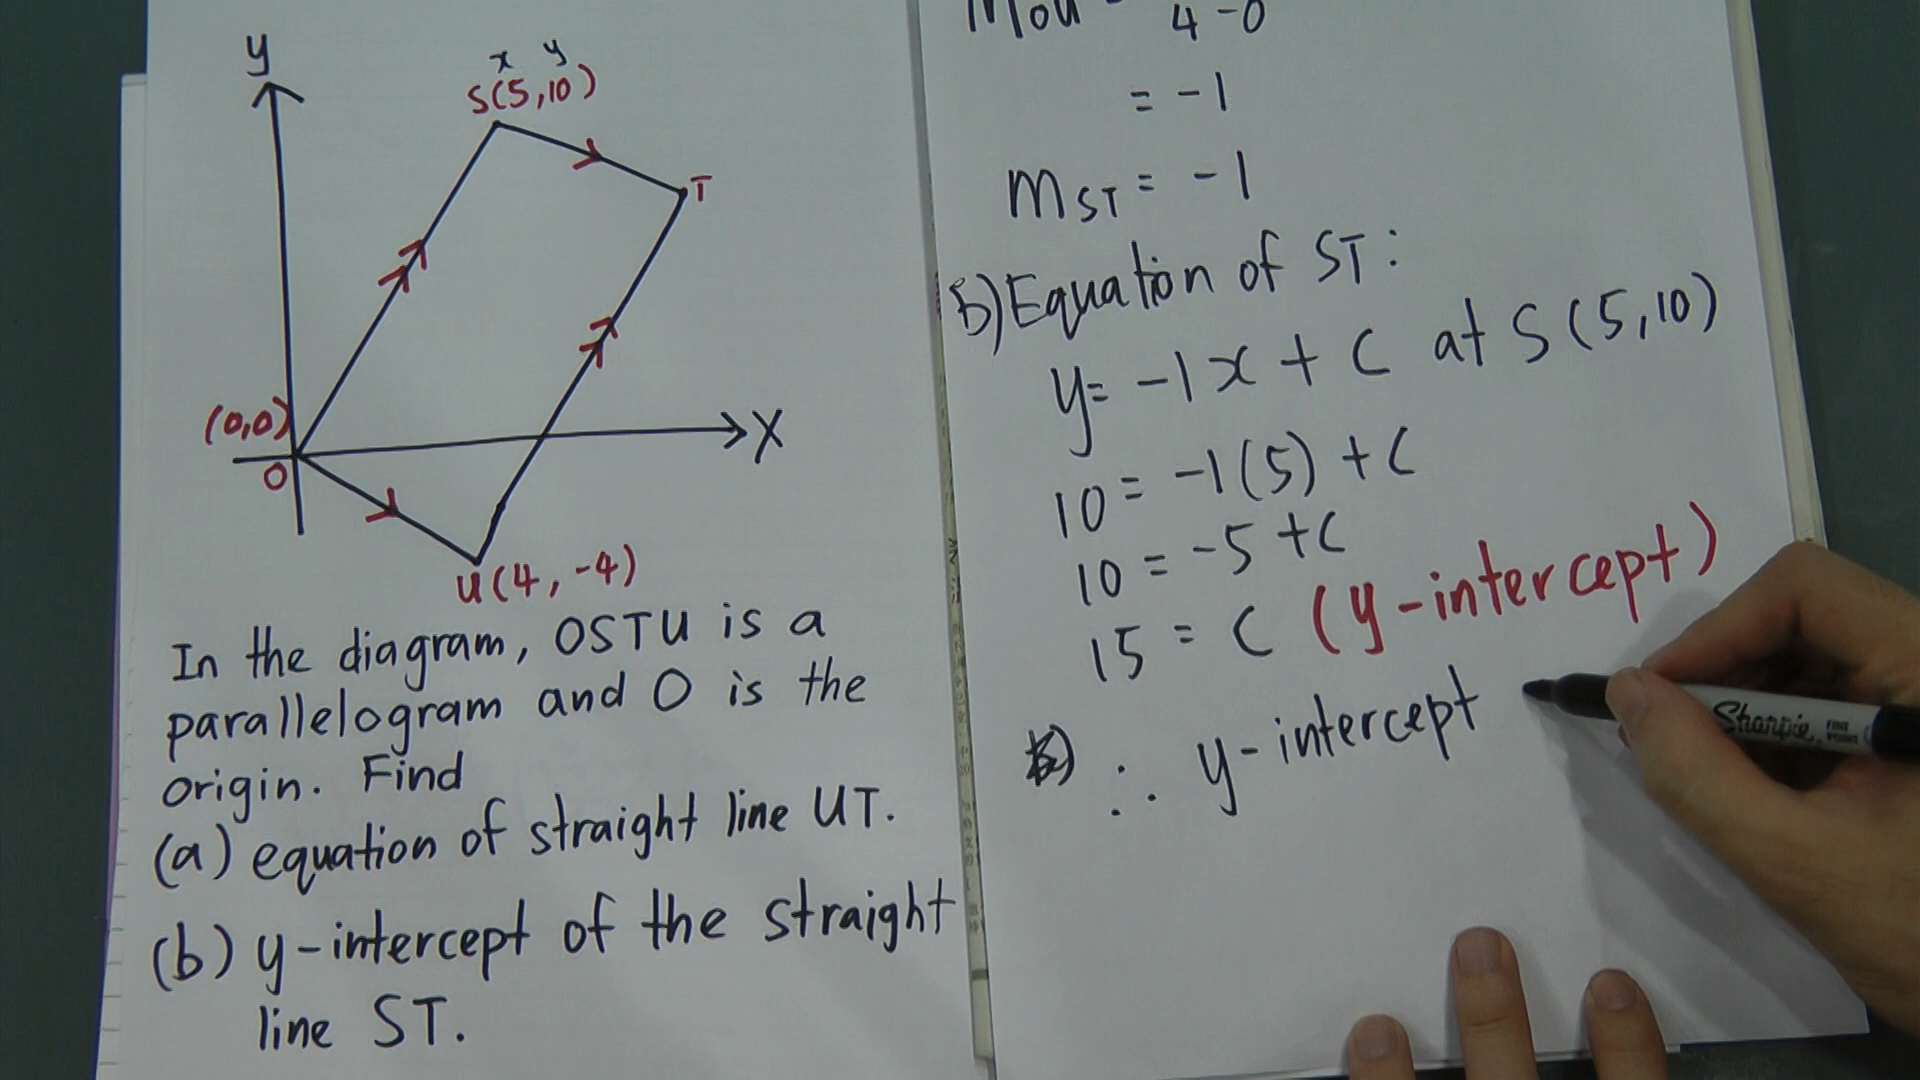 y
x y
S(5,10)
T
(0,0)
O
X
U(4,-4)
In the diagram, OSTU is a
parallelogram and O is the
origin. Find
(a) equation of straight line UT.
(b) y-intercept of the straight
line ST.
4-0
= -1
mST = -1
b) Equation of ST:
y= -1x + C at S(5,10)
10 = -1(5) + C
10 = -5 + C
15 = C (y-intercept)
∴ y-intercept
Sharpie. FINE POINT